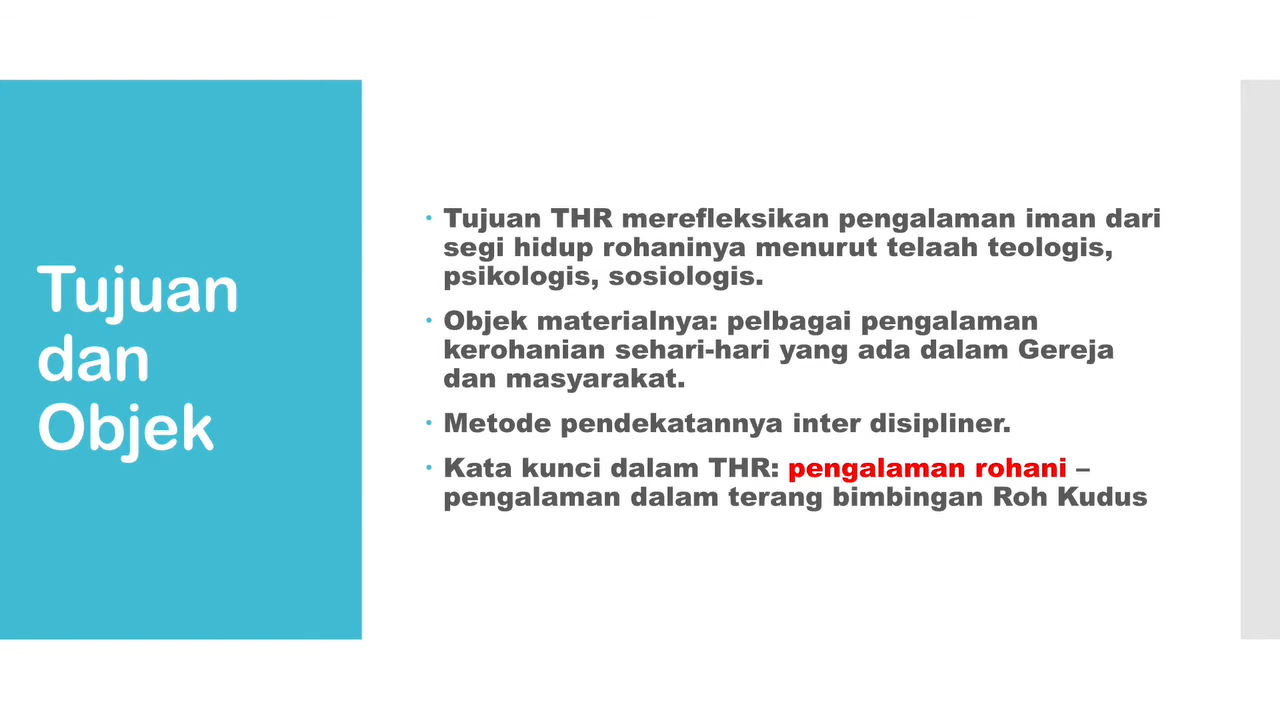 Tujuan
dan
Objek
• Tujuan THR merefleksikan pengalaman iman dari
segi hidup rohaninya menurut telaah teologis,
psikologis, sosiologis.
• Objek materialnya: pelbagai pengalaman
kerohanian sehari-hari yang ada dalam Gereja
dan masyarakat.
• Metode pendekatannya inter disipliner.
• Kata kunci dalam THR: pengalaman rohani –
pengalaman dalam terang bimbingan Roh Kudus